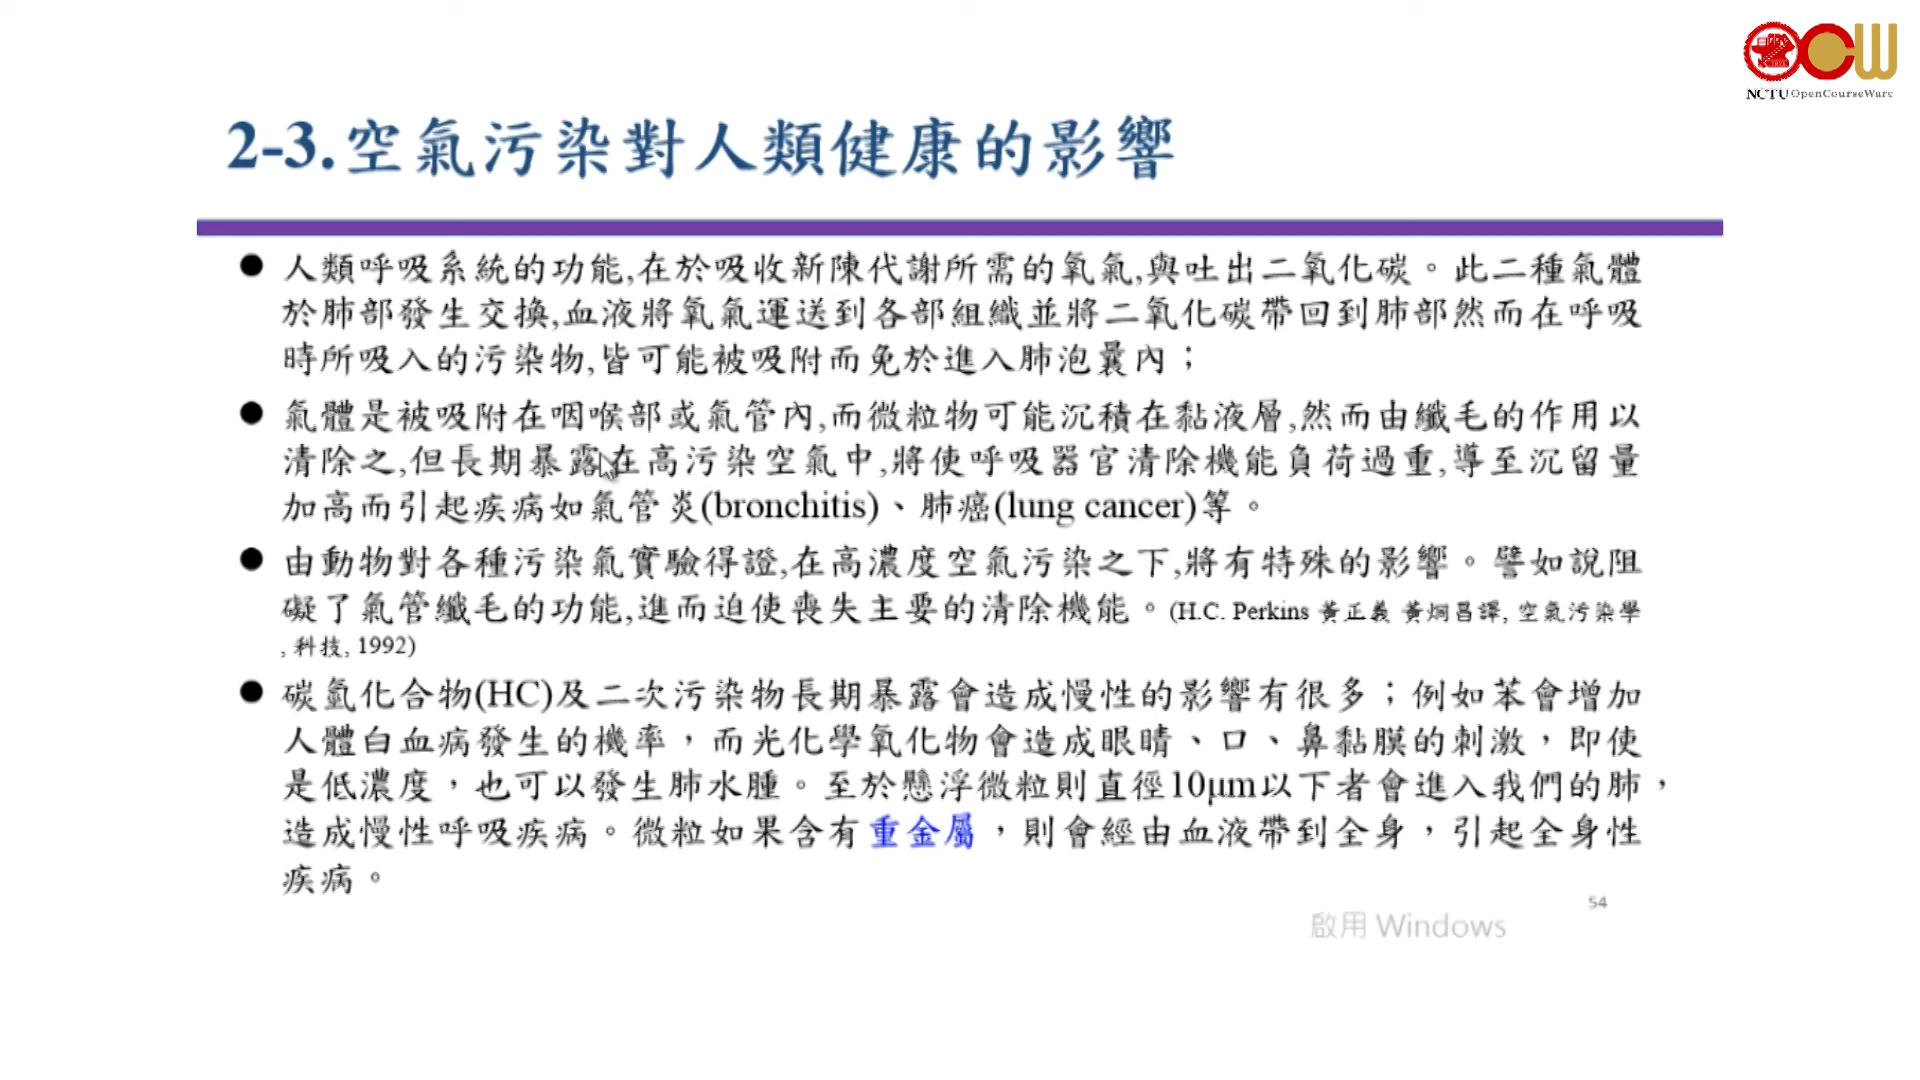 NCTU OpenCourseWare
2-3.空氣污染對人類健康的影響
● 人類呼吸系統的功能,在於吸收新陳代謝所需的氧氣,與吐出二氧化碳。此二種氣體
於肺部發生交換,血液將氧氣運送到各部組織並將二氧化碳帶回到肺部然而在呼吸
時所吸入的污染物,皆可能被吸附而免於進入肺泡囊內；
● 氣體是被吸附在咽喉部或氣管內,而微粒物可能沉積在黏液層,然而由纖毛的作用以
清除之,但長期暴露在高污染空氣中,將使呼吸器官清除機能負荷過重,導至沉留量
加高而引起疾病如氣管炎(bronchitis)、肺癌(lung cancer)等。
● 由動物對各種污染氣實驗得證,在高濃度空氣污染之下,將有特殊的影響。譬如說阻
礙了氣管纖毛的功能,進而迫使喪失主要的清除機能。(H.C. Perkins 黃正義 黃炯昌譯, 空氣污染學
, 科技, 1992)
● 碳氫化合物(HC)及二次污染物長期暴露會造成慢性的影響有很多；例如苯會增加
人體白血病發生的機率，而光化學氧化物會造成眼睛、口、鼻黏膜的刺激，即使
是低濃度，也可以發生肺水腫。至於懸浮微粒則直徑10μm以下者會進入我們的肺，
造成慢性呼吸疾病。微粒如果含有重金屬，則會經由血液帶到全身，引起全身性
疾病。
54
啟用 Windows